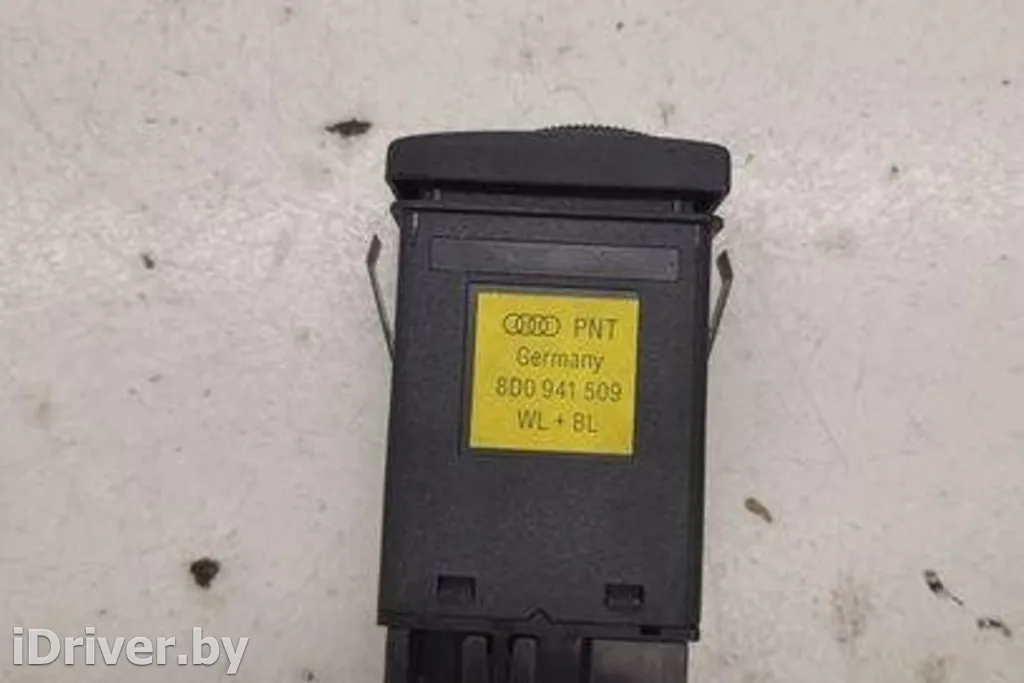 PNT
Germany
8D0 941 509
WL + BL
iDriver.by